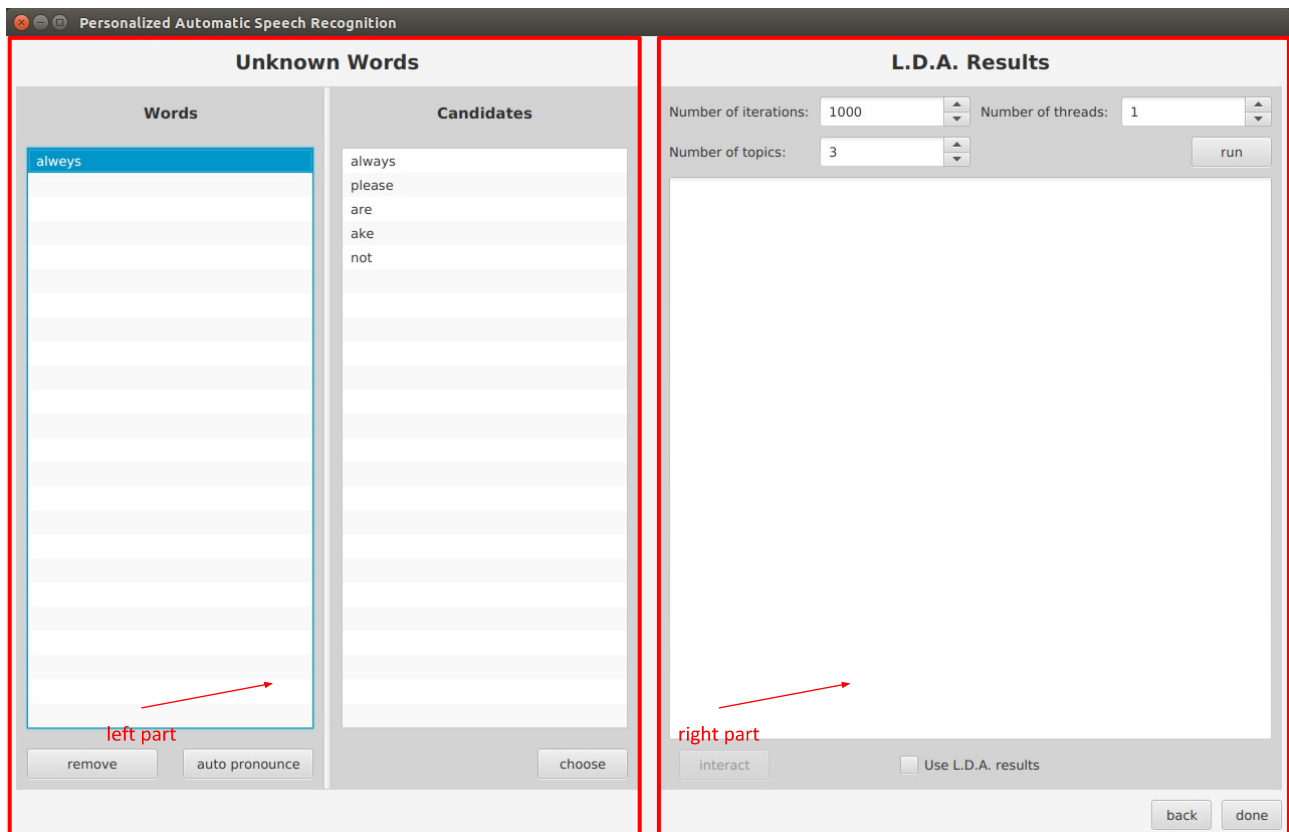 Personalized Automatic Speech Recognition
Unknown Words
Words
Candidates
alweys
always
please
are
ake
not
left part
remove
auto pronounce
choose
L.D.A. Results
Number of iterations: 1000 Number of threads: 1
Number of topics: 3 run
right part
interact Use L.D.A. results
back done